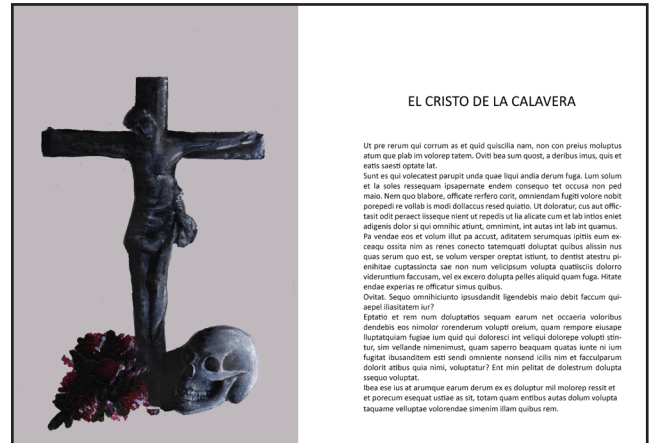 EL CRISTO DE LA CALAVERA
Ut pre rerum qui corrum as et quid quiscilia nam, non con preius moluptus
atum que plab im volorep tatem. Oviti bea sum quost, a deribus imus, quis et
eatis saesti optate lat.
Sunt es qui volecatest parupit unda quae liqui andia derum fuga. Lum solum
et la soles ressequam ipsapernate endem consequo tet occusa non ped
maio. Nem quo blabore, officate rerfero corit, omniendam fugiti volore nobit
porepedi re vollab is modi dollaccus resed quiatio. Ut doloratur, cus aut offic-
tasit odit peraect iisseque nient ut repedis ut lia alicate cum et lab intios eniet
adigenis dolor si qui omnihic atiunt, omnimint, int autas int lab int quamus.
Pa vendae eos et volum illut pa accust, aditatem serumquas ipitiis eum ex-
ceaqu ossita nim as renes conecto tatemquati doluptat quibus alissin nus
quas serum quo est, se volum versper oreptat istiunt, to dentist atestru pi-
enihitae cuptassincta sae non num velicipsum volupta quatisciis dolorro
videruntium faccusam, vel ex excero dolupta pelles aliquid quam fuga. Hitate
endae experias re officatur simus quibus.
Ovitat. Sequo omnihiciunto ipsusdandit ligendebis maio debit faccum qui-
aepel iliasitatem iur?
Eptatio et rem num doluptatios sequam earum net occaeria voloribus
dendebis eos nimolor rorenderum volupti oreium, quam rempore eiusape
lluptatquiam fugiae ium quid qui doloresci int veliqui dolorepe volupti stin-
tur, sim vellande nimenimust, quam saperro beaquam quatas iunte ni ium
fugitat ibusanditem esti sendi omniente nonsend icilis nim et facculparum
dolorit atibus quia nimi, voluptatur? Ent min pelitat de dolestrum dolupta
ssequo voluptat.
Ibea ese ius at arumque earum derum ex es doluptur mil molorep ressit et
et porecum esequat ustiae as sit, totam quam entibus autas dolum volupta
taquame velluptae volorendae simenim illam quibus rem.